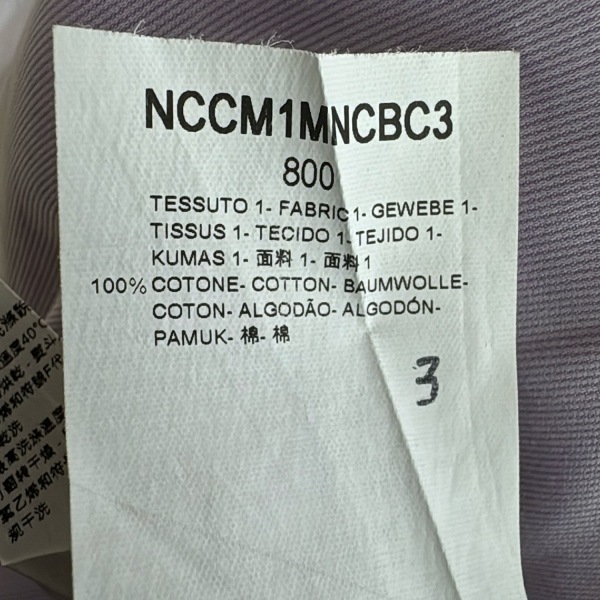 NCCM1MNCBC3
800
TESSUTO 1- FABRIC 1- GEWEBE 1-
TISSUS 1- TECIDO 1- TEJIDO 1-
KUMAS 1- 面料 1- 面料 1
100% COTONE- COTTON- BAUMWOLLE-
COTON- ALGODÃO- ALGODÓN-
PAMUK- 棉- 棉
3